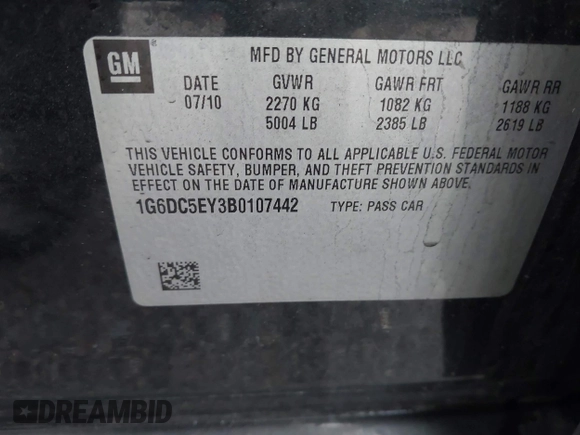 GM
MFD BY GENERAL MOTORS LLC
DATE GVWR GAWR FRT GAWR RR
07/10 2270 KG 1082 KG 1188 KG
5004 LB 2385 LB 2619 LB
THIS VEHICLE CONFORMS TO ALL APPLICABLE U.S. FEDERAL MOTOR
VEHICLE SAFETY, BUMPER, AND THEFT PREVENTION STANDARDS IN
EFFECT ON THE DATE OF MANUFACTURE SHOWN ABOVE.
1G6DC5EY3B0107442 TYPE: PASS CAR
DREAMBID